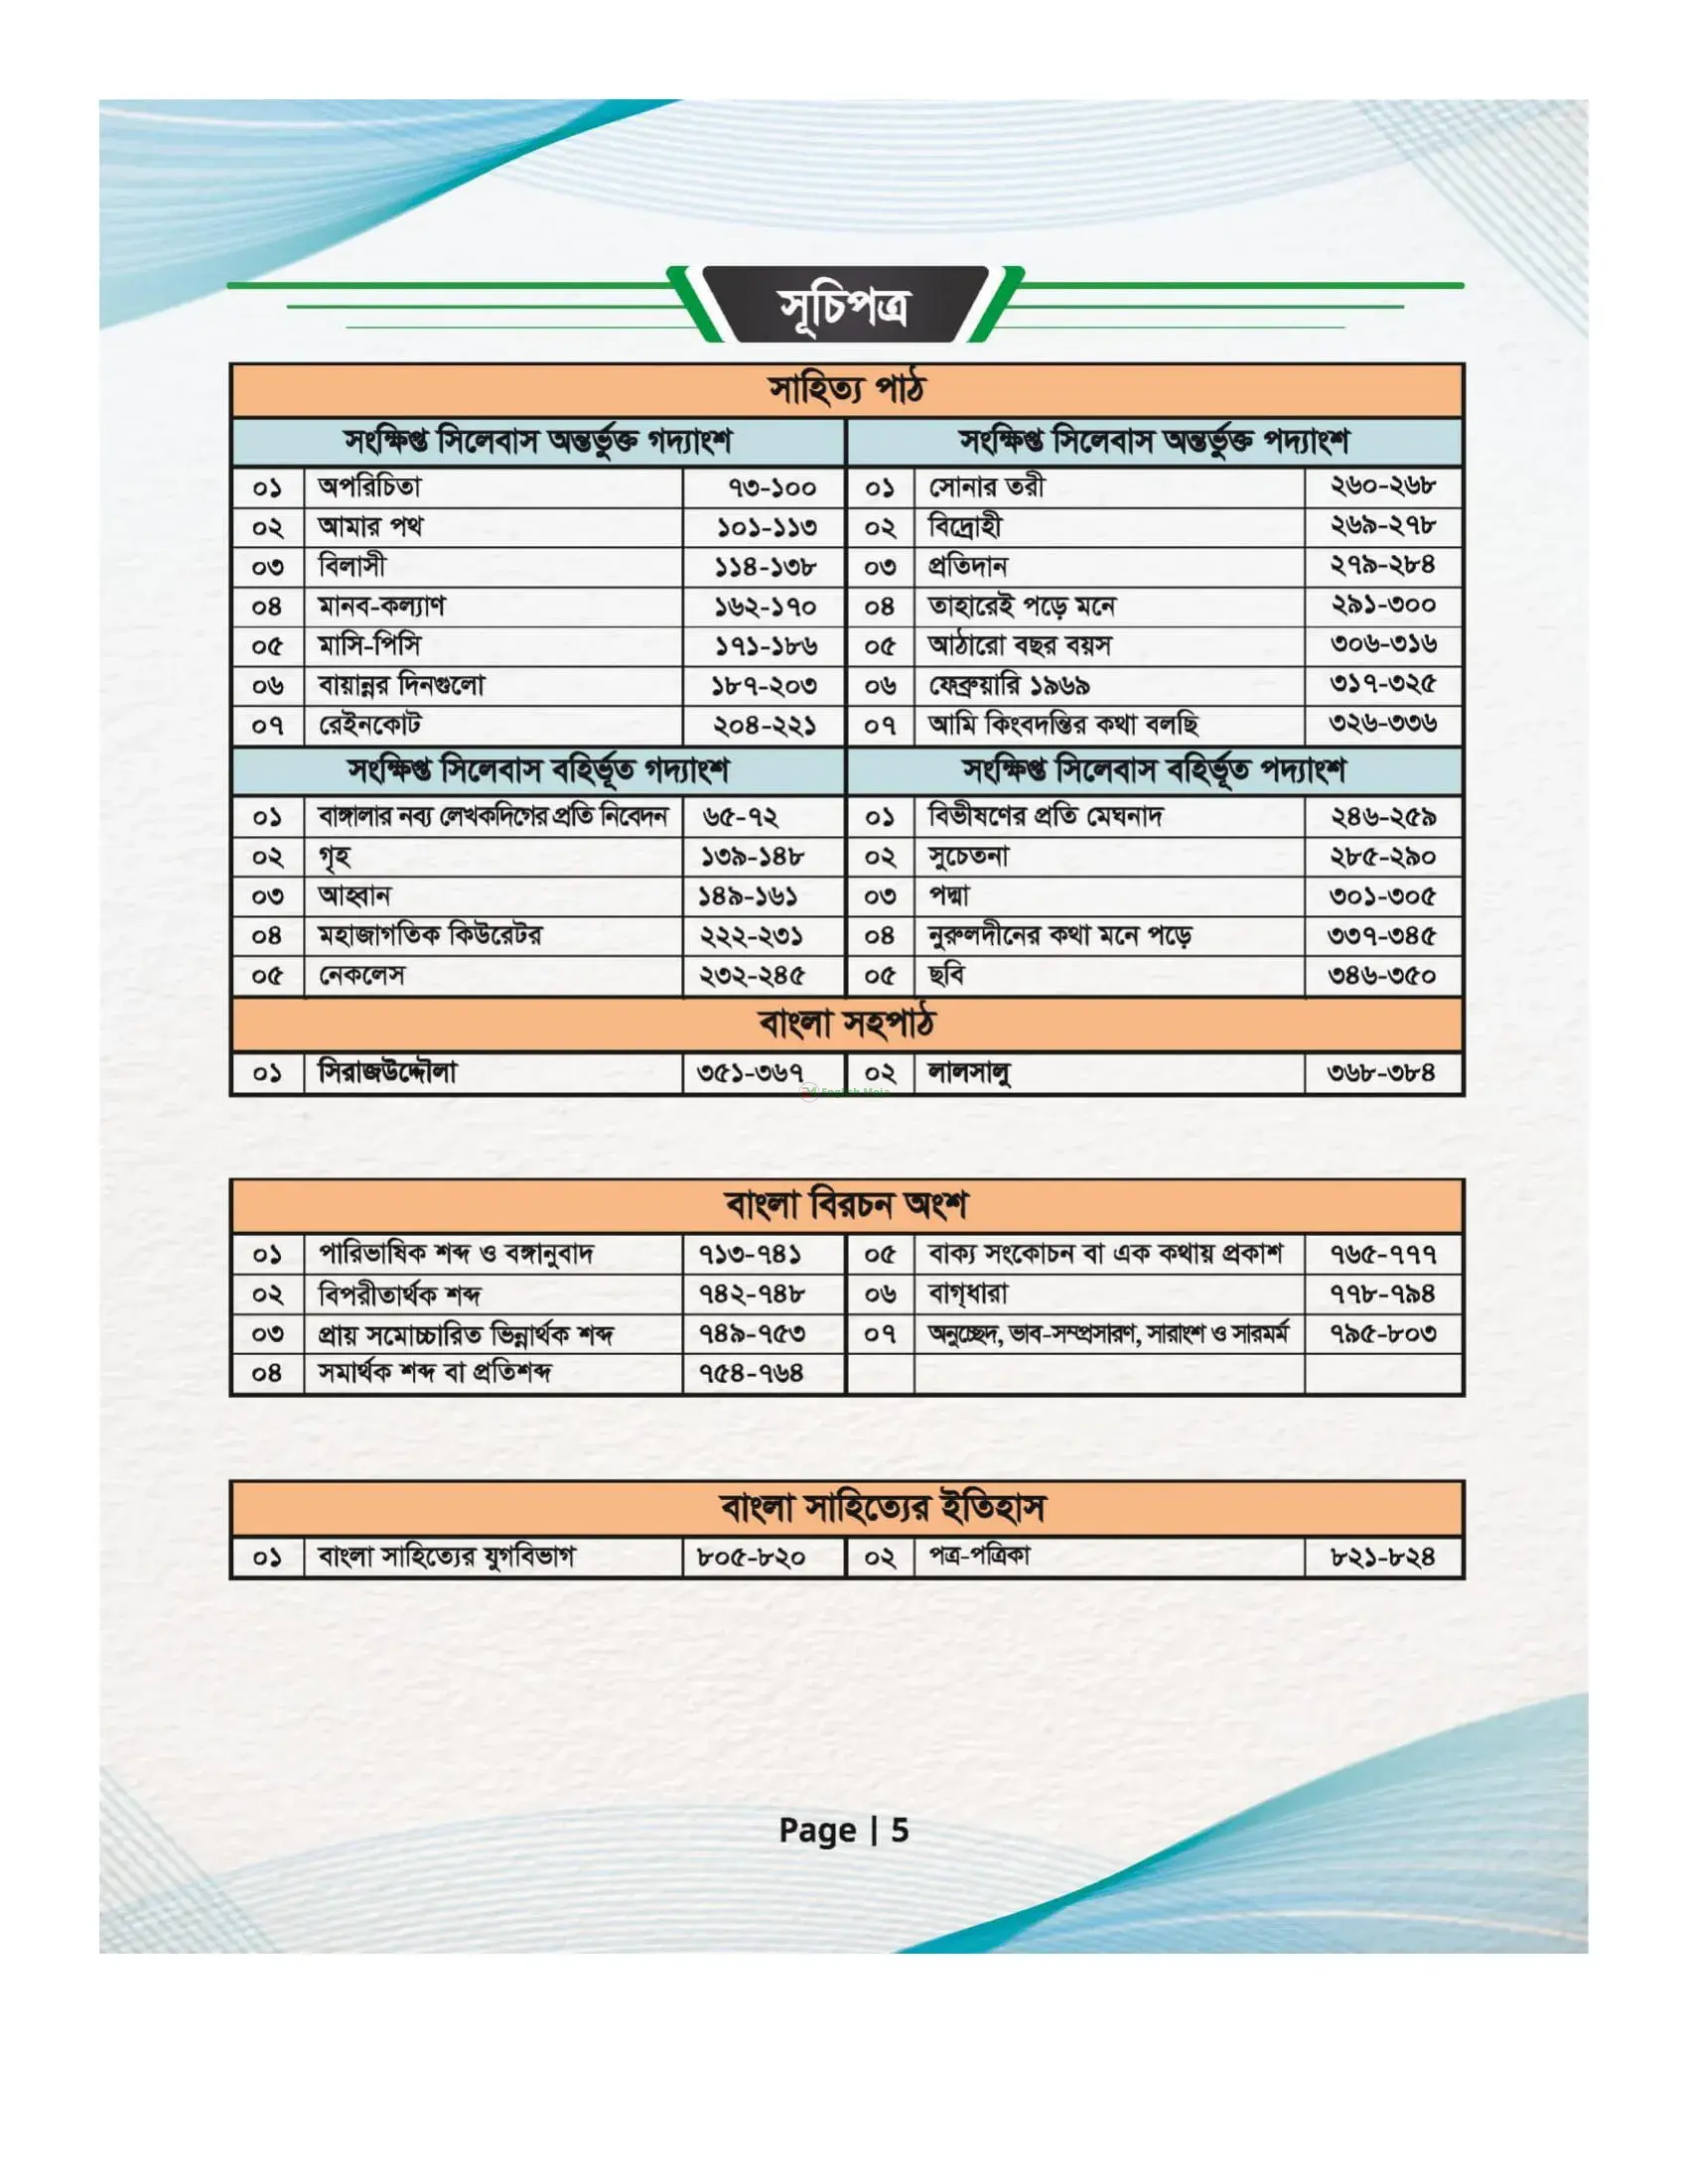 সূচিপত্র
সাহিত্য পাঠ
সংক্ষিপ্ত সিলেবাস অন্তর্ভুক্ত গদ্যাংশ সংক্ষিপ্ত সিলেবাস অন্তর্ভুক্ত পদ্যাংশ
০১ অপরিচিতা ৭৩-১০০ ০১ সোনার তরী ২৬০-২৬৮
০২ আমার পথ ১০১-১১৩ ০২ বিদ্রোহী ২৬৯-২৭৮
০৩ বিলাসী ১১৪-১৩৮ ০৩ প্রতিদান ২৭৯-২৮৪
০৪ মানব-কল্যাণ ১৬২-১৭০ ০৪ তাহারেই পড়ে মনে ২৯১-৩০০
০৫ মাসি-পিসি ১৭১-১৮৬ ০৫ আঠারো বছর বয়স ৩০৬-৩১৬
০৬ বায়ান্নর দিনগুলো ১৮৭-২০৩ ০৬ ফেব্রুয়ারি ১৯৬৯ ৩১৭-৩২৫
০৭ রেইনকোট ২০৪-২২১ ০৭ আমি কিংবদন্তির কথা বলছি ৩২৬-৩৩৬
সংক্ষিপ্ত সিলেবাস বহির্ভূত গদ্যাংশ সংক্ষিপ্ত সিলেবাস বহির্ভূত পদ্যাংশ
০১ বাঙ্গালার নব্য লেখকদিগের প্রতি নিবেদন ৬৫-৭২ ০১ বিভীষণের প্রতি মেঘনাদ ২৪৬-২৫৯
০২ গৃহ ১৩৯-১৪৮ ০২ সুচেতনা ২৮৫-২৯০
০৩ আহ্বান ১৪৯-১৬১ ০৩ পদ্মা ৩০১-৩০৫
০৪ মহাজাগতিক কিউরেটর ২২২-২৩১ ০৪ নুরুলদীনের কথা মনে পড়ে ৩৩৭-৩৪৫
০৫ নেকলেস ২৩২-২৪৫ ০৫ ছবি ৩৪৬-৩৫০
বাংলা সহপাঠ
০১ সিরাজউদ্দৌলা ৩৫১-৩৬৭ ০২ লালসালু ৩৬৮-৩৮৪
English Moja
বাংলা বিরচন অংশ
০১ পারিভাষিক শব্দ ও বঙ্গানুবাদ ৭১৩-৭৪১ ০৫ বাক্য সংকোচন বা এক কথায় প্রকাশ ৭৬৫-৭৭৭
০২ বিপরীতার্থক শব্দ ৭৪২-৭৪৮ ০৬ বাগ্‌ধারা ৭৭৮-৭৯৪
০৩ প্রায় সমোচ্চারিত ভিন্নার্থক শব্দ ৭৪৯-৭৫৩ ০৭ অনুচ্ছেদ, ভাব-সম্প্রসারণ, সারাংশ ও সারমর্ম ৭৯৫-৮০৩
০৪ সমার্থক শব্দ বা প্রতিশব্দ ৭৫৪-৭৬৪
বাংলা সাহিত্যের ইতিহাস
০১ বাংলা সাহিত্যের যুগবিভাগ ৮০৫-৮২০ ০২ পত্র-পত্রিকা ৮২১-৮২৪
Page | 5